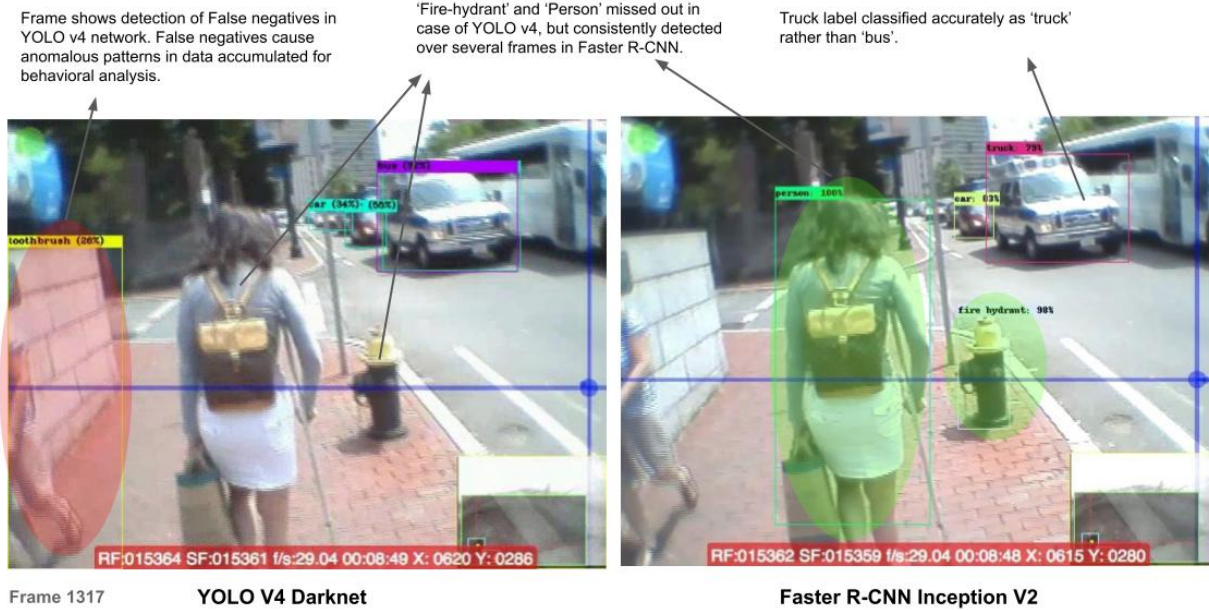 Frame shows detection of False negatives in
YOLO v4 network. False negatives cause
anomalous patterns in data accumulated for
behavioral analysis.
‘Fire-hydrant’ and ‘Person’ missed out in
case of YOLO v4, but consistently detected
over several frames in Faster R-CNN.
Truck label classified accurately as ‘truck’
rather than ‘bus’.
toothbrush (26%)
car (34%)
(55%)
bus
truck: 79%
person: 100%
car: 83%
fire hydrant: 98%
RF:015364 SF:015361 f/s:29.04 00:08:49 X: 0620 Y: 0286
RF:015362 SF:015359 f/s:29.04 00:08:48 X: 0615 Y: 0280
Frame 1317
YOLO V4 Darknet
Faster R-CNN Inception V2